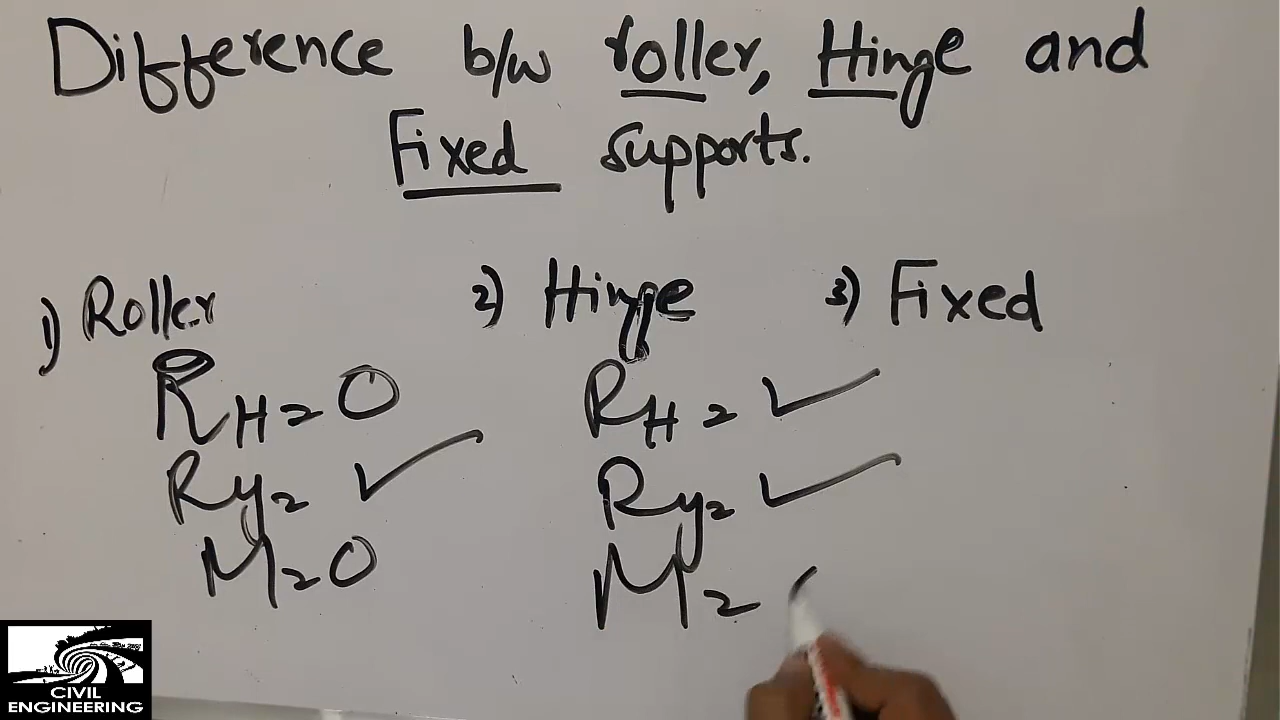 Difference b/w roller, Hinge and
Fixed supports.
1) Roller
RH = 0
Ry = ✓
M = 0
2) Hinge
RH = ✓
Ry = ✓
M =
3) Fixed
CIVIL
ENGINEERING